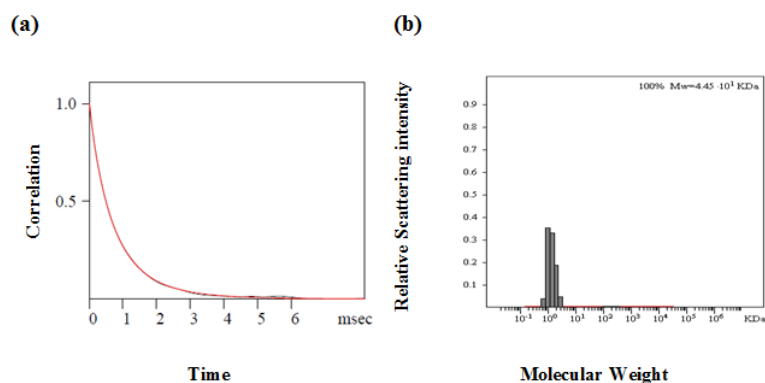 (a)
(b)
Correlation
1.0
0.5
0 1 2 3 4 5 6 msec
Time
Relative Scattering intensity
100% Mw=4.45 ·10¹ KDa
0.9
0.8
0.7
0.6
0.5
0.4
0.3
0.2
0.1
10⁻¹ 10⁰ 10² 10³ 10⁴ 10⁵ 10⁶ KDa
Molecular Weight